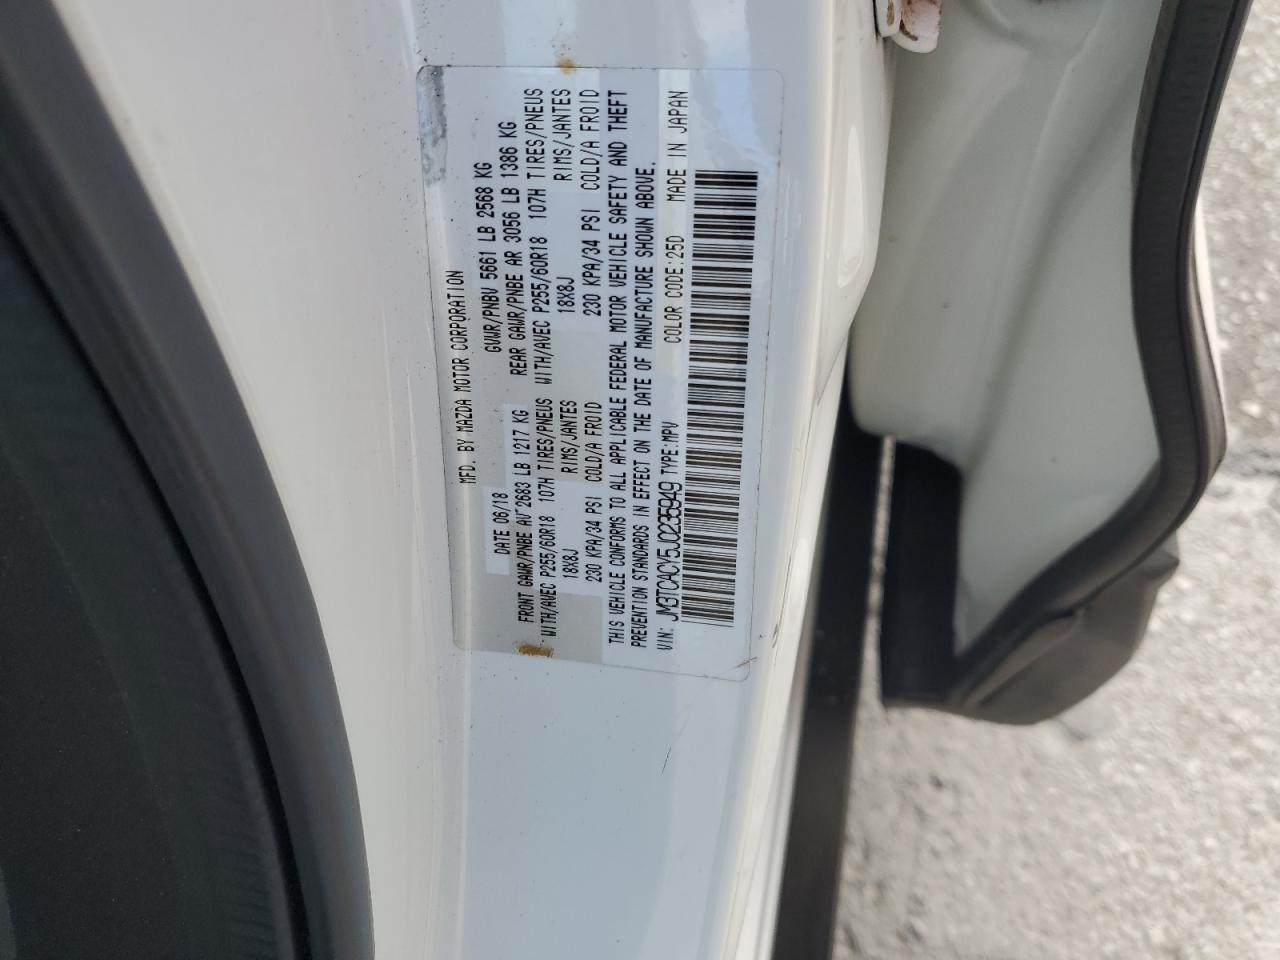 MFD. BY MAZDA MOTOR CORPORATION
DATE 06/18 GVWR/PNBV 5661 LB 2568 KG
FRONT GAWR/PNBE AV 2683 LB 1217 KG REAR GAWR/PNBE AR 3056 LB 1386 KG
WITH/AVEC P255/60R18 107H TIRES/PNEUS WITH/AVEC P255/60R18 107H TIRES/PNEUS
18X8J RIMS/JANTES 18X8J RIMS/JANTES
230 KPA/34 PSI COLD/A FROID 230 KPA/34 PSI COLD/A FROID
THIS VEHICLE CONFORMS TO ALL APPLICABLE FEDERAL MOTOR VEHICLE SAFETY AND THEFT
PREVENTION STANDARDS IN EFFECT ON THE DATE OF MANUFACTURE SHOWN ABOVE.
VIN: JM3TCACY5J0235949 TYPE:MPV COLOR CODE:25D MADE IN JAPAN